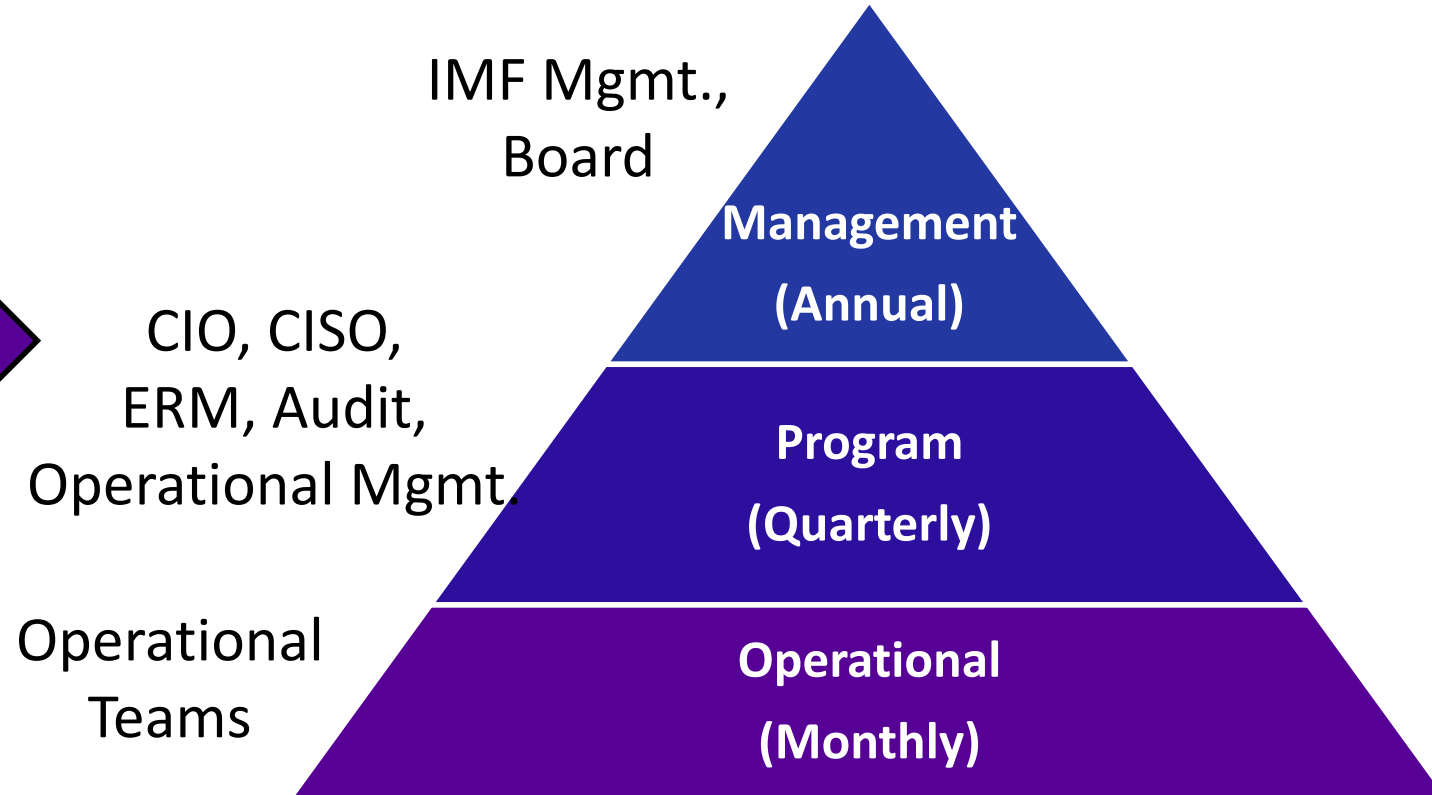 IMF Mgmt.,
Board
Management
(Annual)
CIO, CISO,
ERM, Audit,
Operational Mgmt.
Program
(Quarterly)
Operational
Teams
Operational
(Monthly)